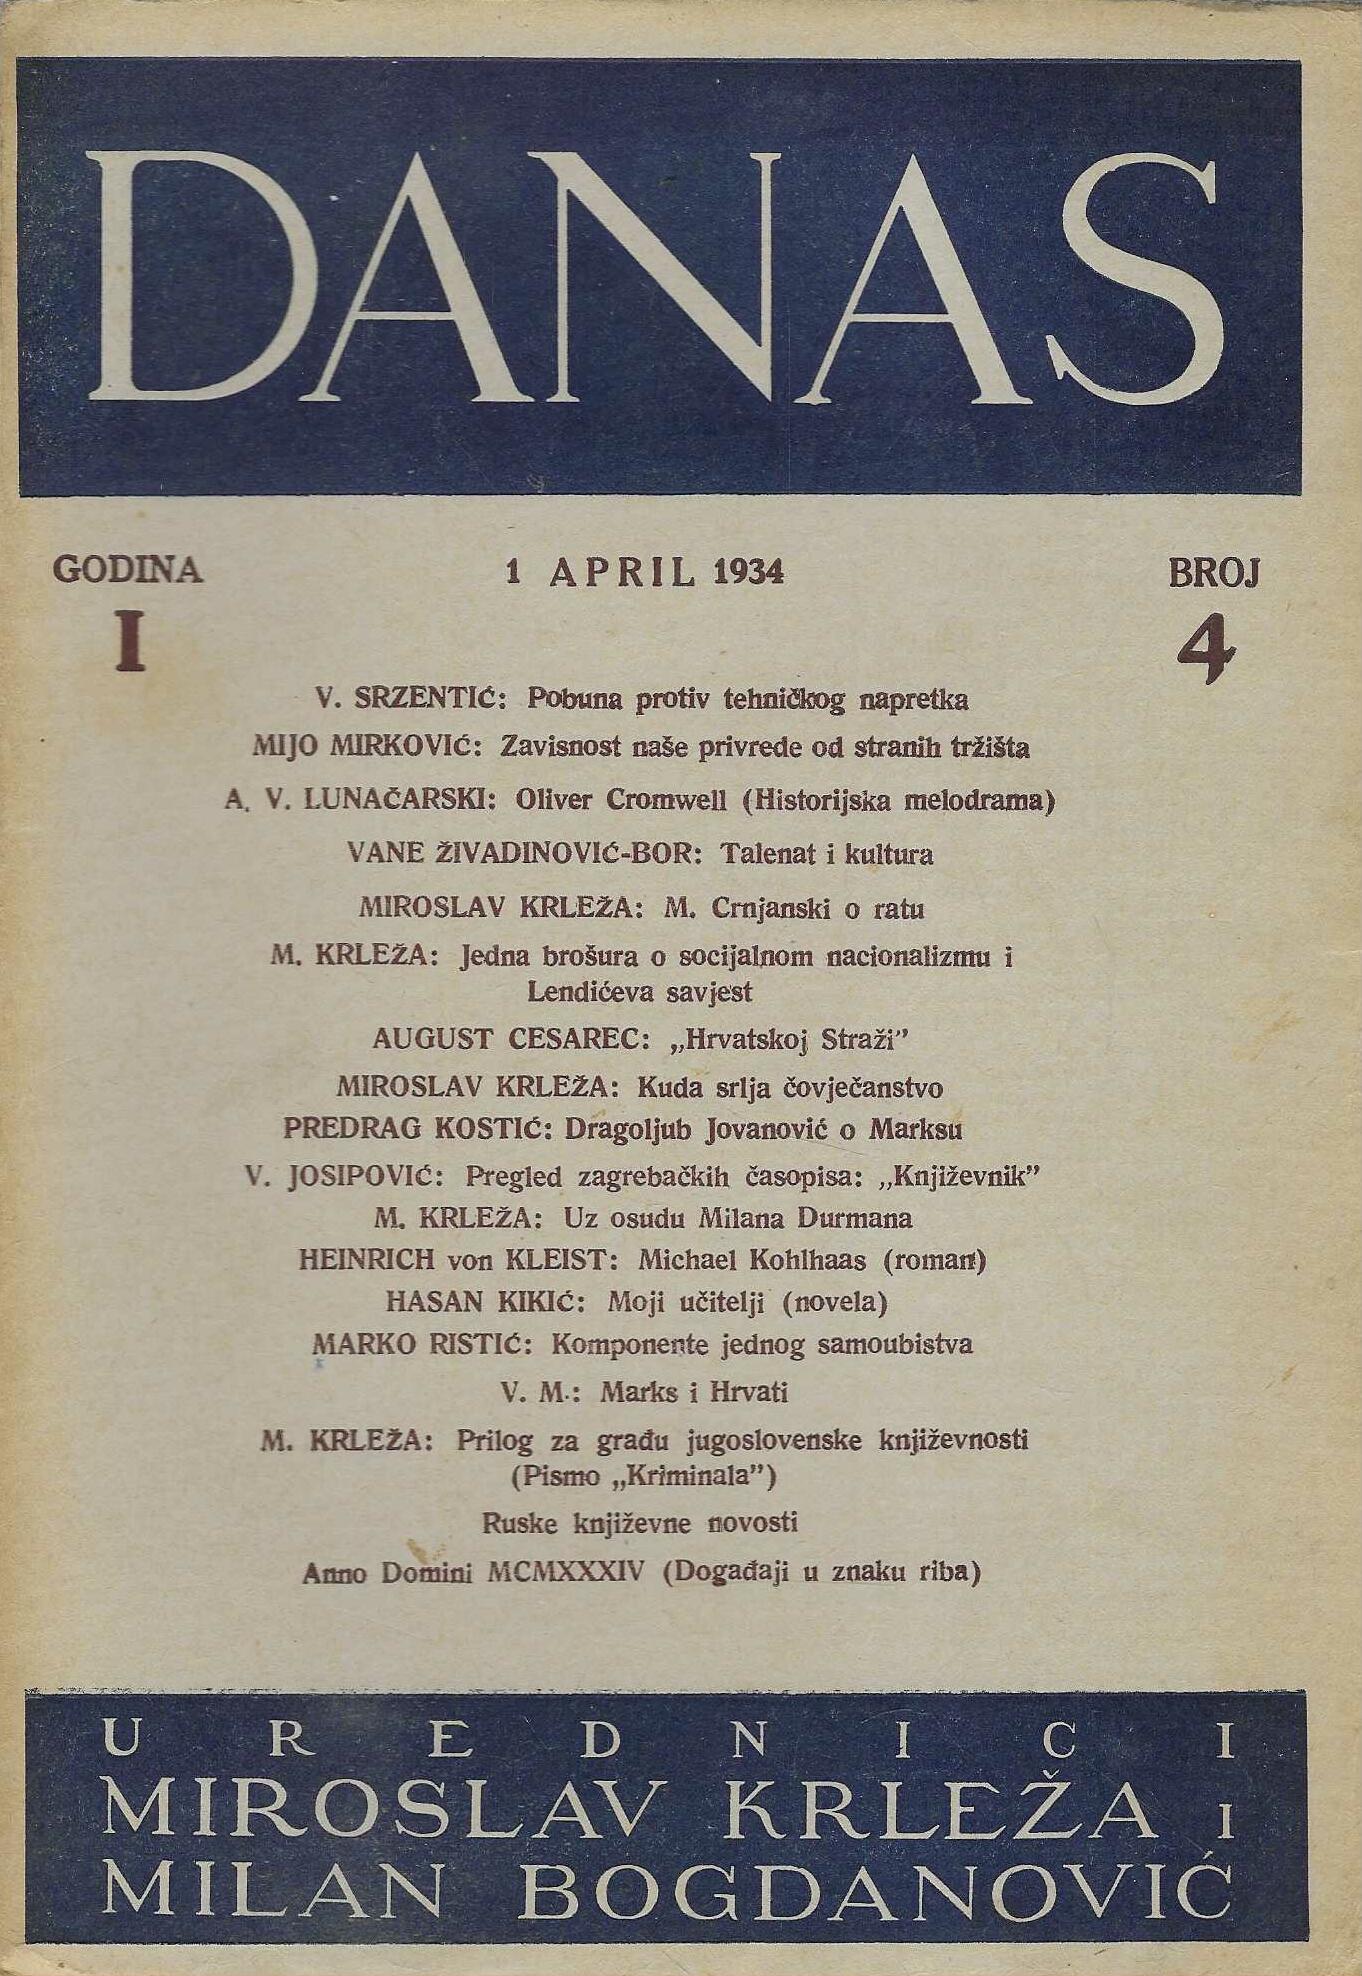 DANAS
GODINA 1 APRIL 1934 BROJ
I 4
V. SRZENTIĆ: Pobuna protiv tehničkog napretka
MIJO MIRKOVIĆ: Zavisnost naše privrede od stranih tržišta
A. V. LUNAČARSKI: Oliver Cromwell (Historijska melodrama)
VANE ŽIVADINOVIĆ-BOR: Talenat i kultura
MIROSLAV KRLEŽA: M. Crnjanski o ratu
M. KRLEŽA: Jedna brošura o socijalnom nacionalizmu i
Lendićeva savjest
AUGUST CESAREC: „Hrvatskoj Straži”
MIROSLAV KRLEŽA: Kuda srlja čovječanstvo
PREDRAG KOSTIĆ: Dragoljub Jovanović o Marksu
V. JOSIPOVIĆ: Pregled zagrebačkih časopisa: „Književnik”
M. KRLEŽA: Uz osudu Milana Durmana
HEINRICH von KLEIST: Michael Kohlhaas (roman)
HASAN KIKIĆ: Moji učitelji (novela)
MARKO RISTIĆ: Komponente jednog samoubistva
V. M.: Marks i Hrvati
M. KRLEŽA: Prilog za građu jugoslovenske književnosti
(Pismo „Kriminala”)
Ruske književne novosti
Anno Domini MCMXXXIV (Događaji u znaku riba)
UREDNICI
MIROSLAV KRLEŽA I
MILAN BOGDANOVIĆ